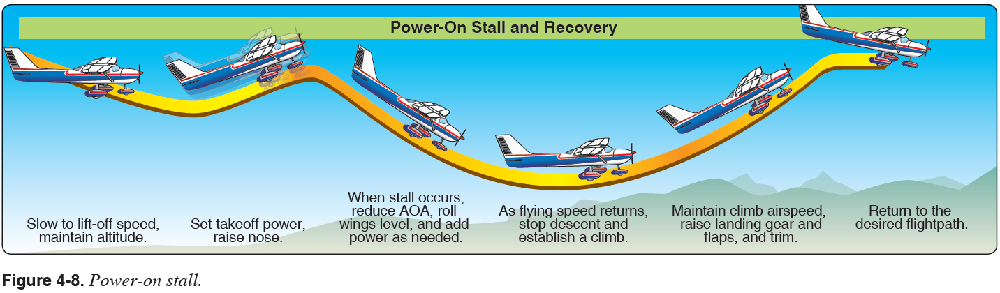 Power-On Stall and Recovery
Slow to lift-off speed,
maintain altitude.
Set takeoff power,
raise nose.
When stall occurs,
reduce AOA, roll
wings level, and add
power as needed.
As flying speed returns,
stop descent and
establish a climb.
Maintain climb airspeed,
raise landing gear and
flaps, and trim.
Return to the
desired flightpath.
Figure 4-8. Power-on stall.